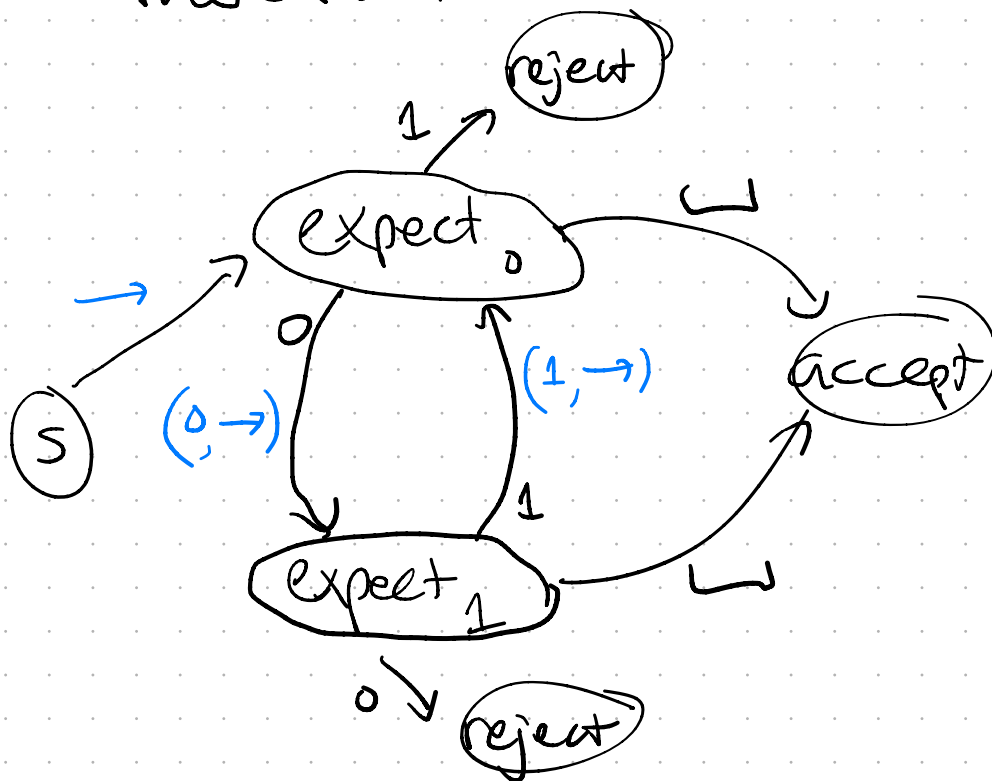 reject
1
expect 0
␣
→
0
(0, →)
(1, →)
accept
S
1
expect 1
␣
0
reject